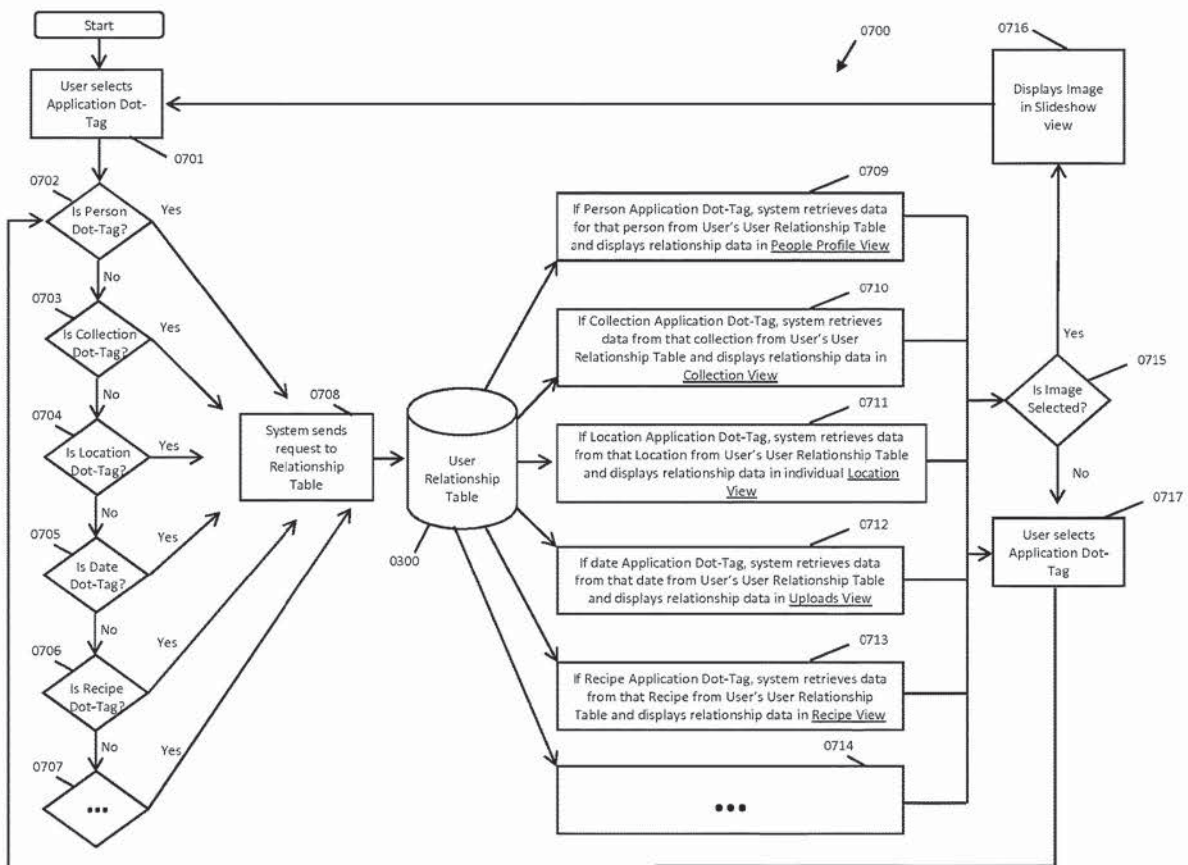 Start
0700
0716
User selects
Application Dot-
Tag
0701
Displays Image
in Slideshow
view
0702
Is Person
Dot-Tag?
Yes
No
0703
Is Collection
Dot-Tag?
Yes
No
0704
Is Location
Dot-Tag?
Yes
No
0705
Is Date
Dot-Tag?
Yes
No
0706
Is Recipe
Dot-Tag?
Yes
No
0707
...
Yes
0708
System sends
request to
Relationship
Table
User
Relationship
Table
0300
0709
If Person Application Dot-Tag, system retrieves data
for that person from User's User Relationship Table
and displays relationship data in People Profile View
0710
If Collection Application Dot-Tag, system retrieves
data from that collection from User's User
Relationship Table and displays relationship data in
Collection View
0711
If Location Application Dot-Tag, system retrieves data
from that Location from User's User Relationship Table
and displays relationship data in individual Location
View
0712
If date Application Dot-Tag, system retrieves data
from that date from User's User Relationship Table
and displays relationship data in Uploads View
0713
If Recipe Application Dot-Tag, system retrieves data
from that Recipe from User's User Relationship
Table and displays relationship data in Recipe View
0714
...
Yes
0715
Is Image
Selected?
No
0717
User selects
Application Dot-
Tag